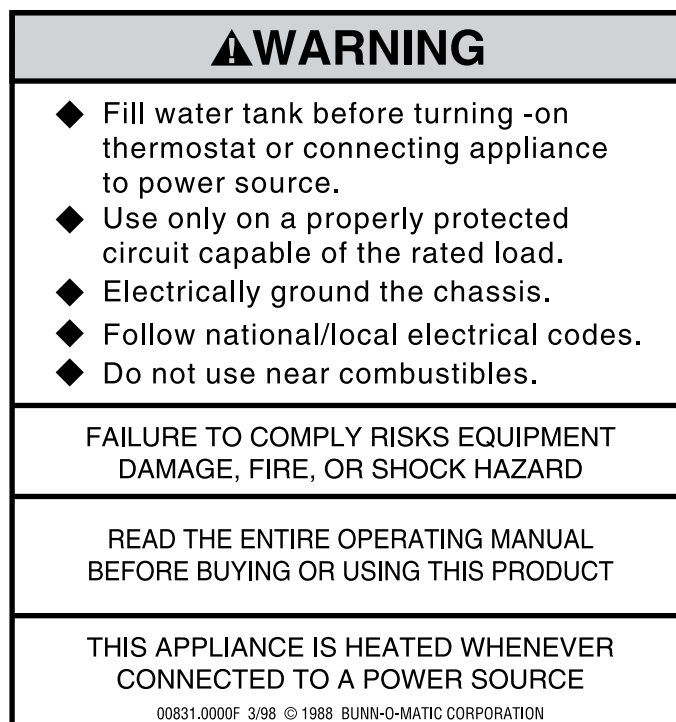 WARNING
◆ Fill water tank before turning -on
thermostat or connecting appliance
to power source.
◆ Use only on a properly protected
circuit capable of the rated load.
◆ Electrically ground the chassis.
◆ Follow national/local electrical codes.
◆ Do not use near combustibles.
FAILURE TO COMPLY RISKS EQUIPMENT
DAMAGE, FIRE, OR SHOCK HAZARD
READ THE ENTIRE OPERATING MANUAL
BEFORE BUYING OR USING THIS PRODUCT
THIS APPLIANCE IS HEATED WHENEVER
CONNECTED TO A POWER SOURCE
00831.0000F 3/98 © 1988 BUNN-O-MATIC CORPORATION